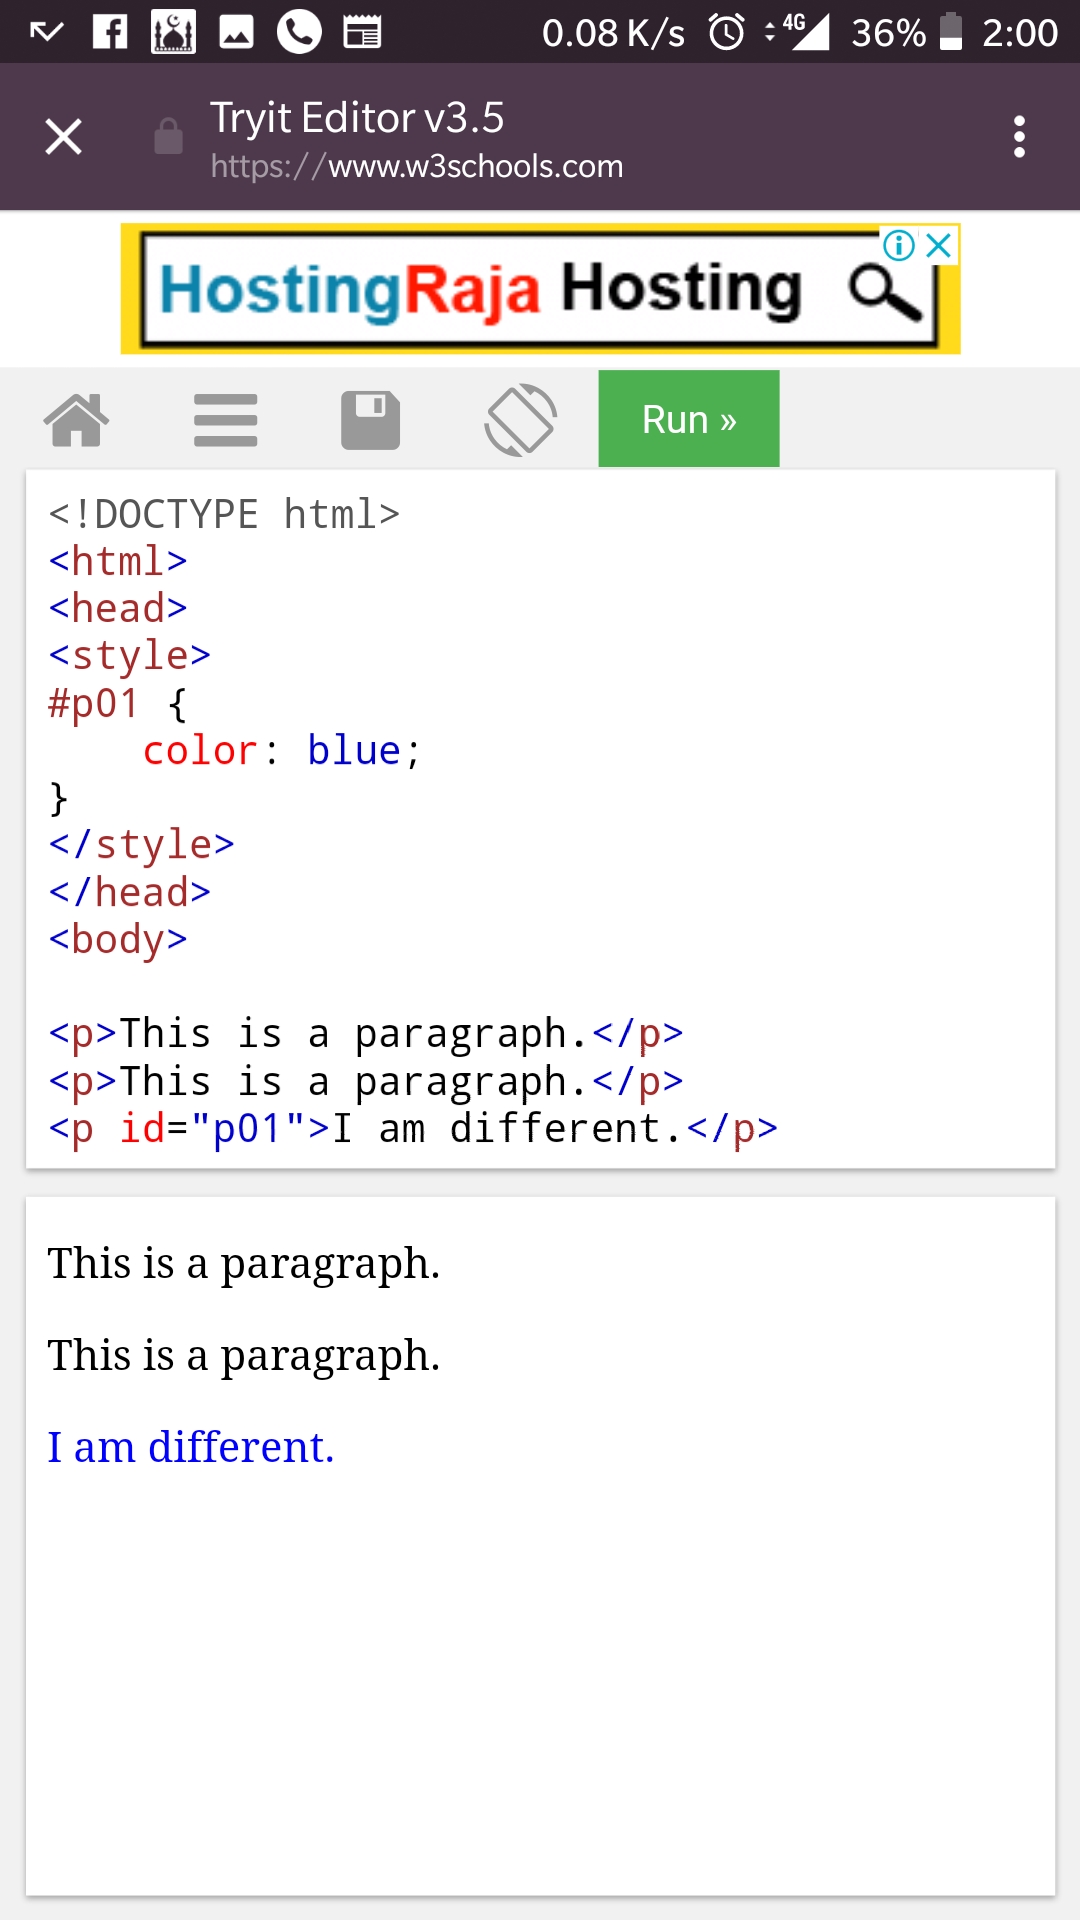 0.08 K/s 4G 36% 2:00
Tryit Editor v3.5
https://www.w3schools.com
HostingRaja Hosting
Run »
<!DOCTYPE html>
<html>
<head>
<style>
#p01 {
    color: blue;
}
</style>
</head>
<body>

<p>This is a paragraph.</p>
<p>This is a paragraph.</p>
<p id="p01">I am different.</p>
This is a paragraph.
This is a paragraph.
I am different.